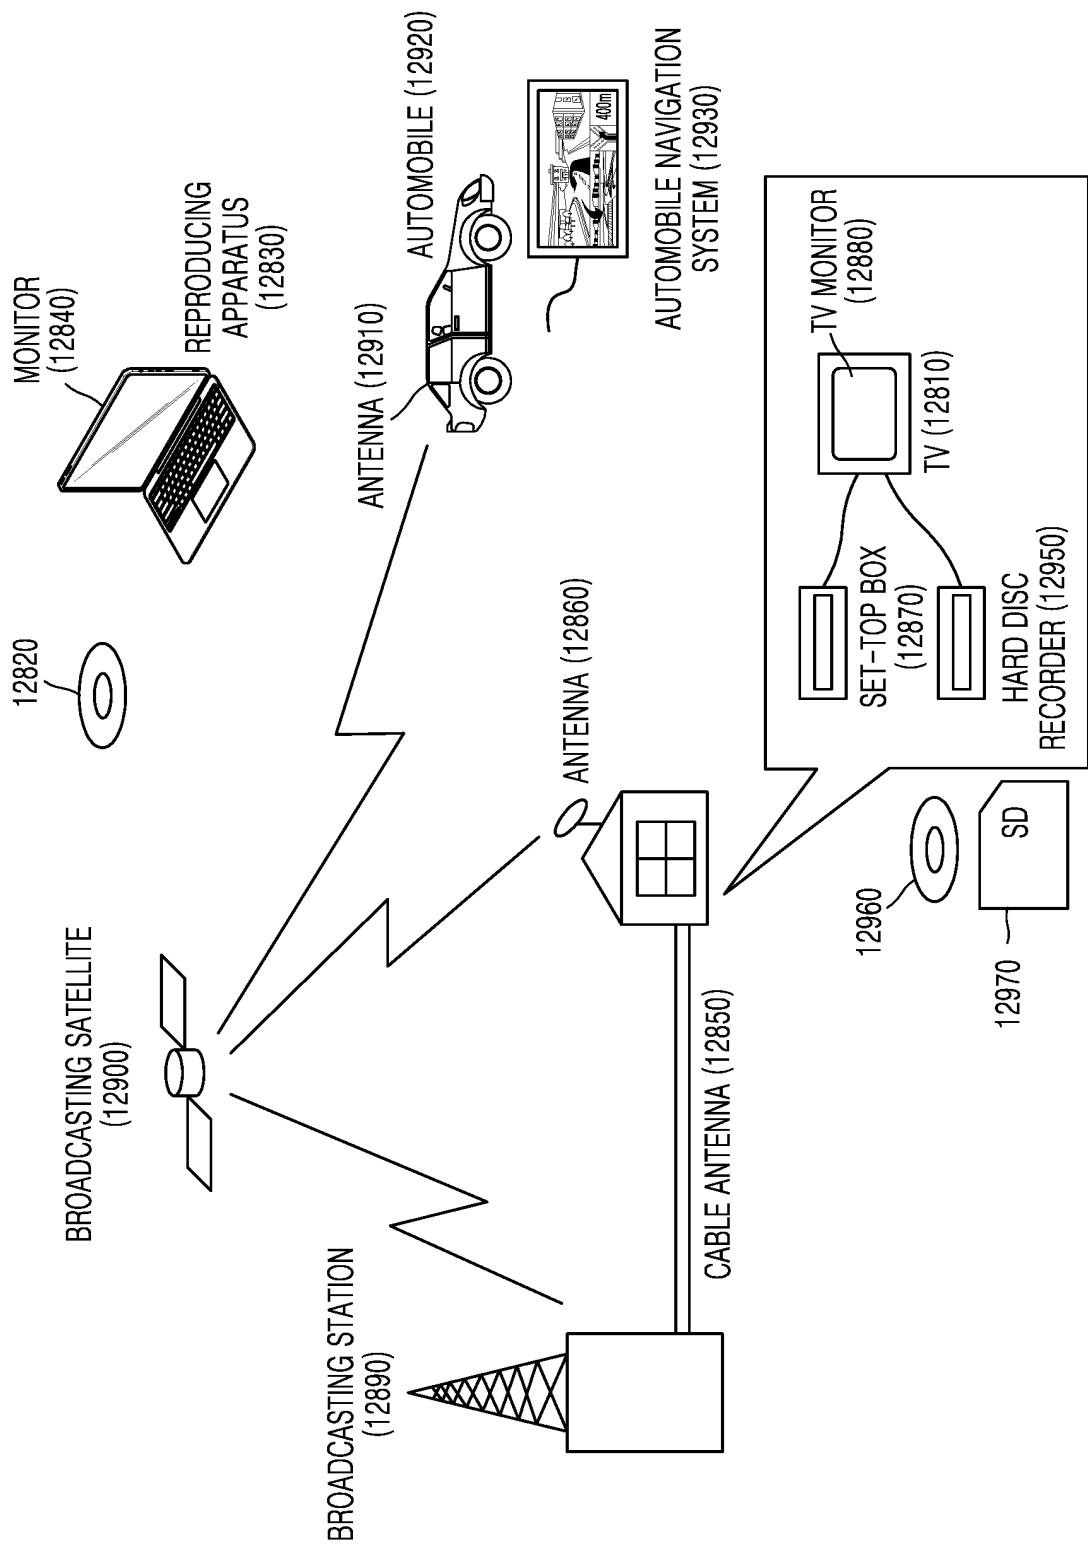 BROADCASTING SATELLITE
(12900)
12820
MONITOR
(12840)
REPRODUCING
APPARATUS
(12830)
BROADCASTING STATION
(12890)
ANTENNA (12910)
AUTOMOBILE (12920)
400m
AUTOMOBILE NAVIGATION
SYSTEM (12930)
ANTENNA (12860)
CABLE ANTENNA (12850)
TV MONITOR
(12880)
TV (12810)
SET-TOP BOX
(12870)
HARD DISC
RECORDER (12950)
12960
SD
12970